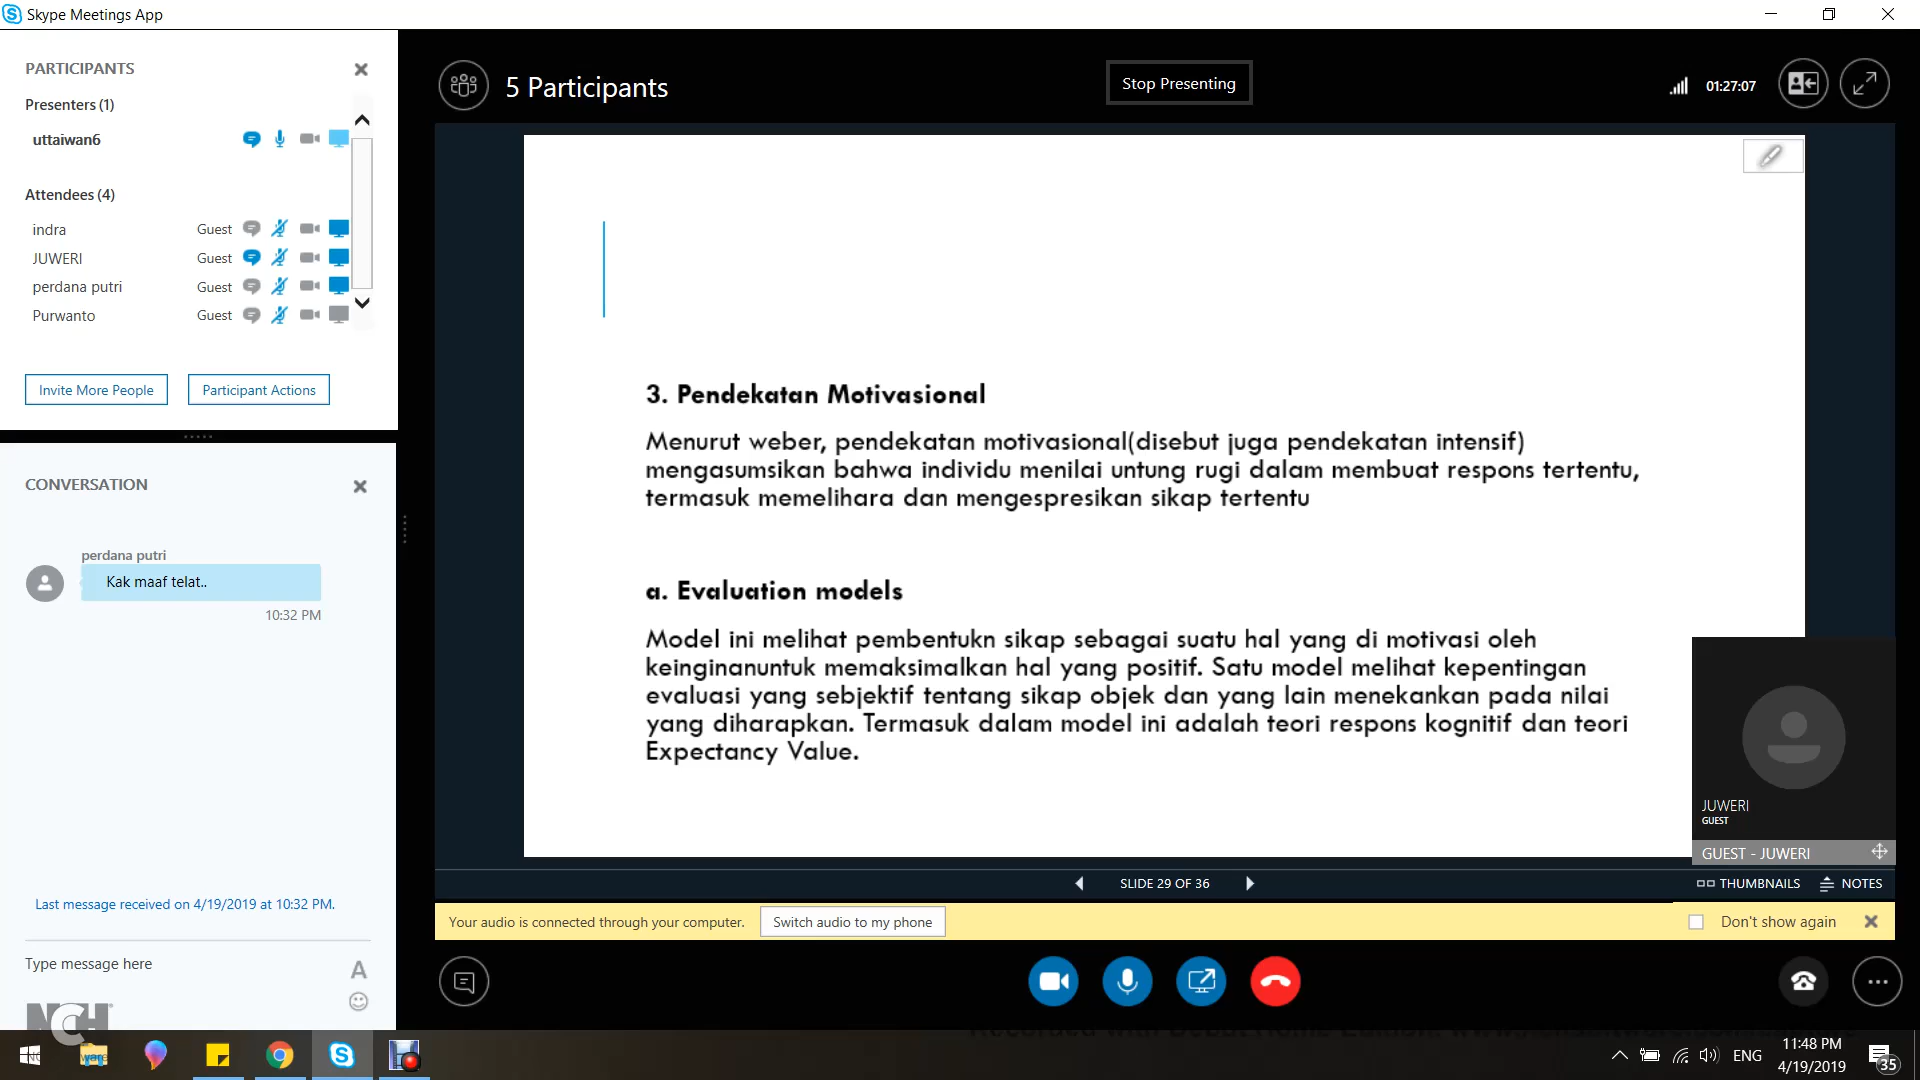 Skype Meetings App
PARTICIPANTS
Presenters (1)
uttaiwan6
Attendees (4)
indra Guest
JUWERI Guest
perdana putri Guest
Purwanto Guest
Invite More People
Participant Actions
CONVERSATION
perdana putri
Kak maaf telat..
10:32 PM
Last message received on 4/19/2019 at 10:32 PM.
Type message here
A
NCH
5 Participants
Stop Presenting
01:27:07
3. Pendekatan Motivasional
Menurut weber, pendekatan motivasional(disebut juga pendekatan intensif)
mengasumsikan bahwa individu menilai untung rugi dalam membuat respons tertentu,
termasuk memelihara dan mengespresikan sikap tertentu
a. Evaluation models
Model ini melihat pembentukn sikap sebagai suatu hal yang di motivasi oleh
keinginanuntuk memaksimalkan hal yang positif. Satu model melihat kepentingan
evaluasi yang sebjektif tentang sikap objek dan yang lain menekankan pada nilai
yang diharapkan. Termasuk dalam model ini adalah teori respons kognitif dan teori
Expectancy Value.
JUWERI
GUEST
GUEST - JUWERI
SLIDE 29 OF 36
THUMBNAILS
NOTES
Your audio is connected through your computer.
Switch audio to my phone
Don't show again
ENG
11:48 PM
4/19/2019
35